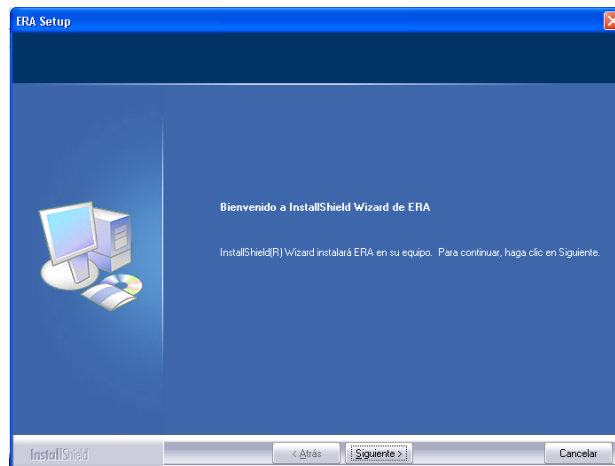 ERA Setup
Bienvenido a InstallShield Wizard de ERA
InstallShield(R) Wizard instalará ERA en su equipo. Para continuar, haga clic en Siguiente.
InstallShield
< Atrás
Siguiente >
Cancelar